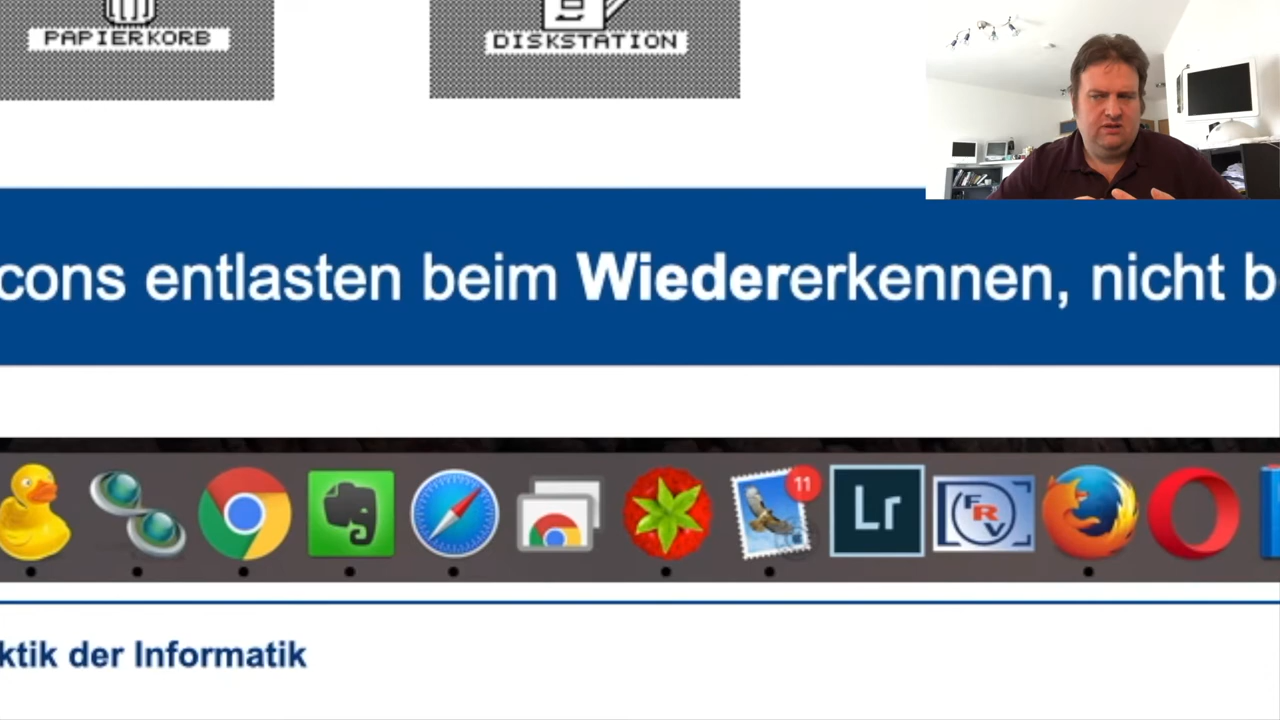 PAPIERKORB
DISKSTATION
cons entlasten beim Wiedererkennen, nicht b
11
Lr
FRV
ktik der Informatik